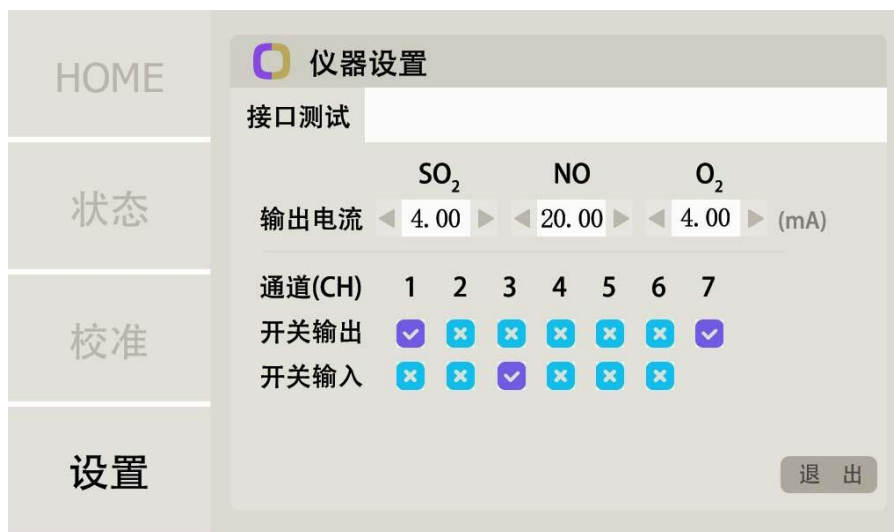 HOME
状态
校准
设置
仪器设置
接口测试
SO₂ NO O₂
输出电流 4.00 20.00 4.00 (mA)
通道(CH) 1 2 3 4 5 6 7
开关输出
开关输入
退 出